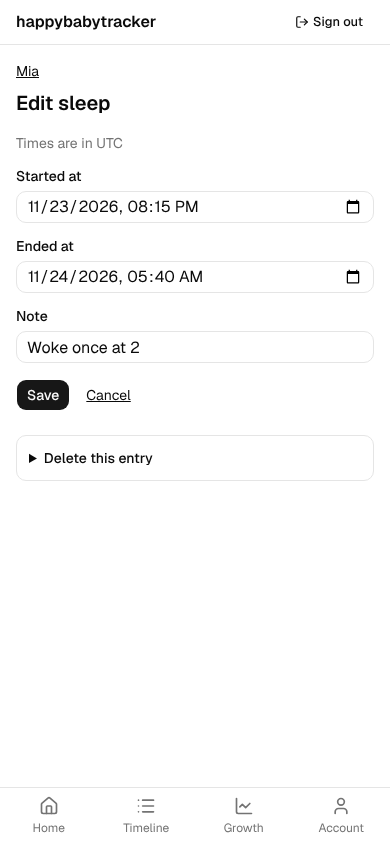 happybabytracker
Sign out
Mia
Edit sleep
Times are in UTC
Started at
11/23/2026, 08:15 PM
Ended at
11/24/2026, 05:40 AM
Note
Woke once at 2
Save
Cancel
Delete this entry
Home
Timeline
Growth
Account